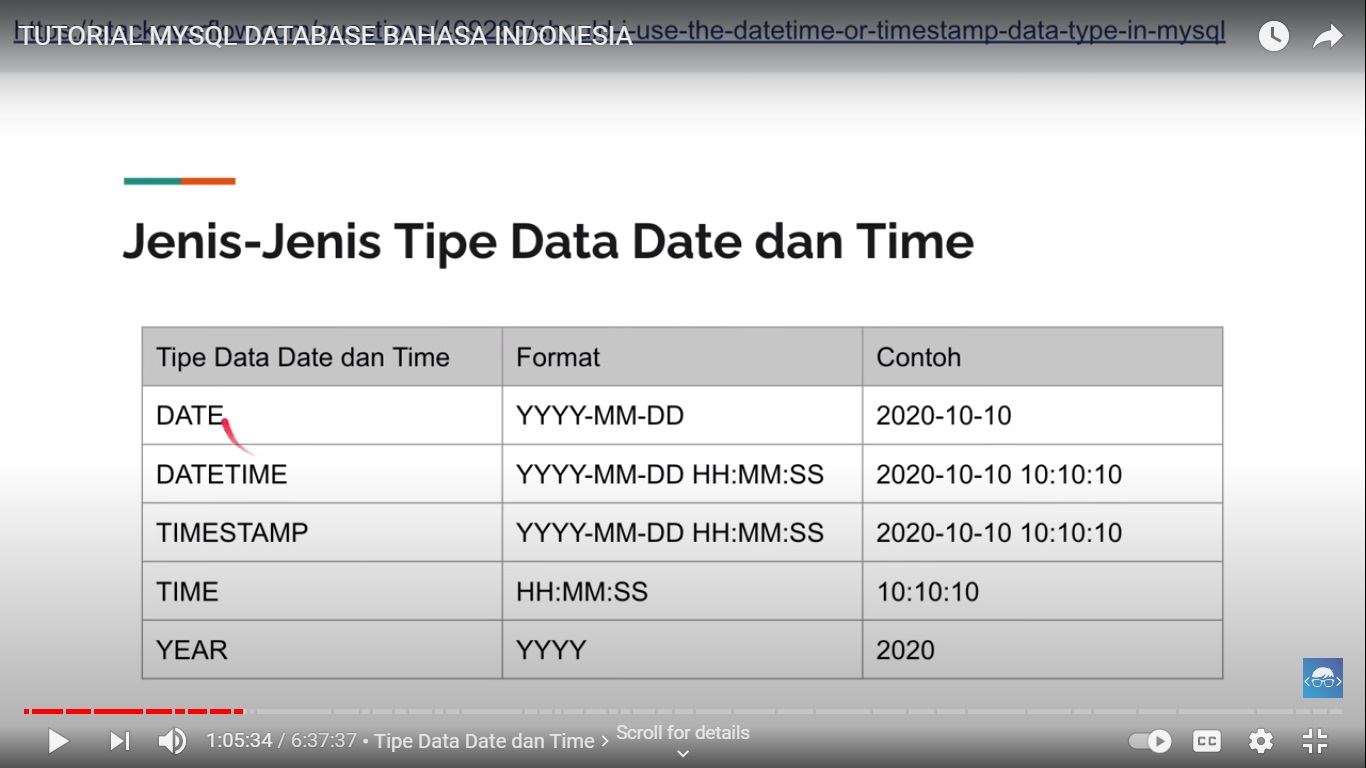 TUTORIAL MYSQL DATABASE BAHASA INDONESIA
-use-the-datetime-or-timestamp-data-type-in-mysql
Jenis-Jenis Tipe Data Date dan Time
Tipe Data Date dan Time Format Contoh
DATE YYYY-MM-DD 2020-10-10
DATETIME YYYY-MM-DD HH:MM:SS 2020-10-10 10:10:10
TIMESTAMP YYYY-MM-DD HH:MM:SS 2020-10-10 10:10:10
TIME HH:MM:SS 10:10:10
YEAR YYYY 2020
1:05:34 / 6:37:37 • Tipe Data Date dan Time >
Scroll for details
CC